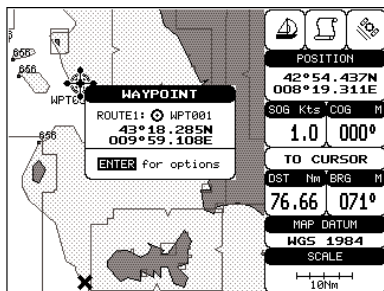 656
656
WPT0
656
WAYPOINT
ROUTE1: WPT001
43°18.285N
009°59.108E
ENTER for options
POSITION
42°54.437N
008°19.311E
SOG Kts COG M
1.0 000°
TO CURSOR
DST Nm BRG M
76.66 071°
MAP DATUM
WGS 1984
SCALE
10Nm